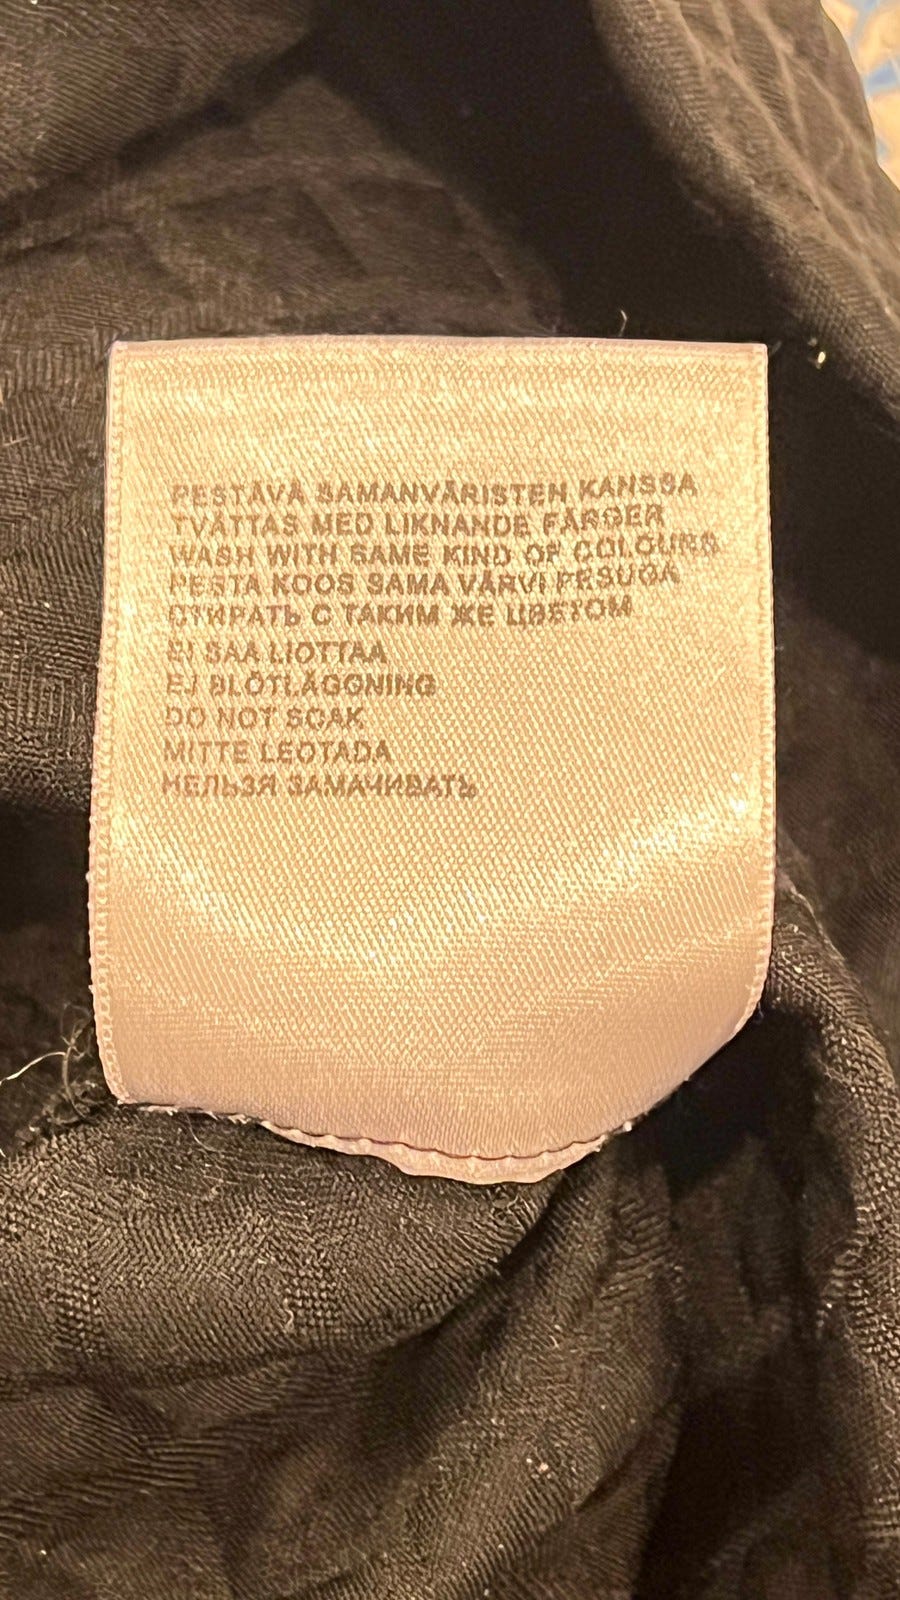 PESTÄVÄ SAMANVÄRISTEN KANSSA
TVÄTTAS MED LIKNANDE FÄRGER
WASH WITH SAME KIND OF COLOURS
PESTA KOOS SAMA VÄRVI PESUGA
СТИРАТЬ С ТАКИМ ЖЕ ЦВЕТОМ
EI SAA LIOTTAA
EJ BLÖTLÄGGNING
DO NOT SOAK
MITTE LEOTADA
НЕЛЬЗЯ ЗАМАЧИВАТЬ